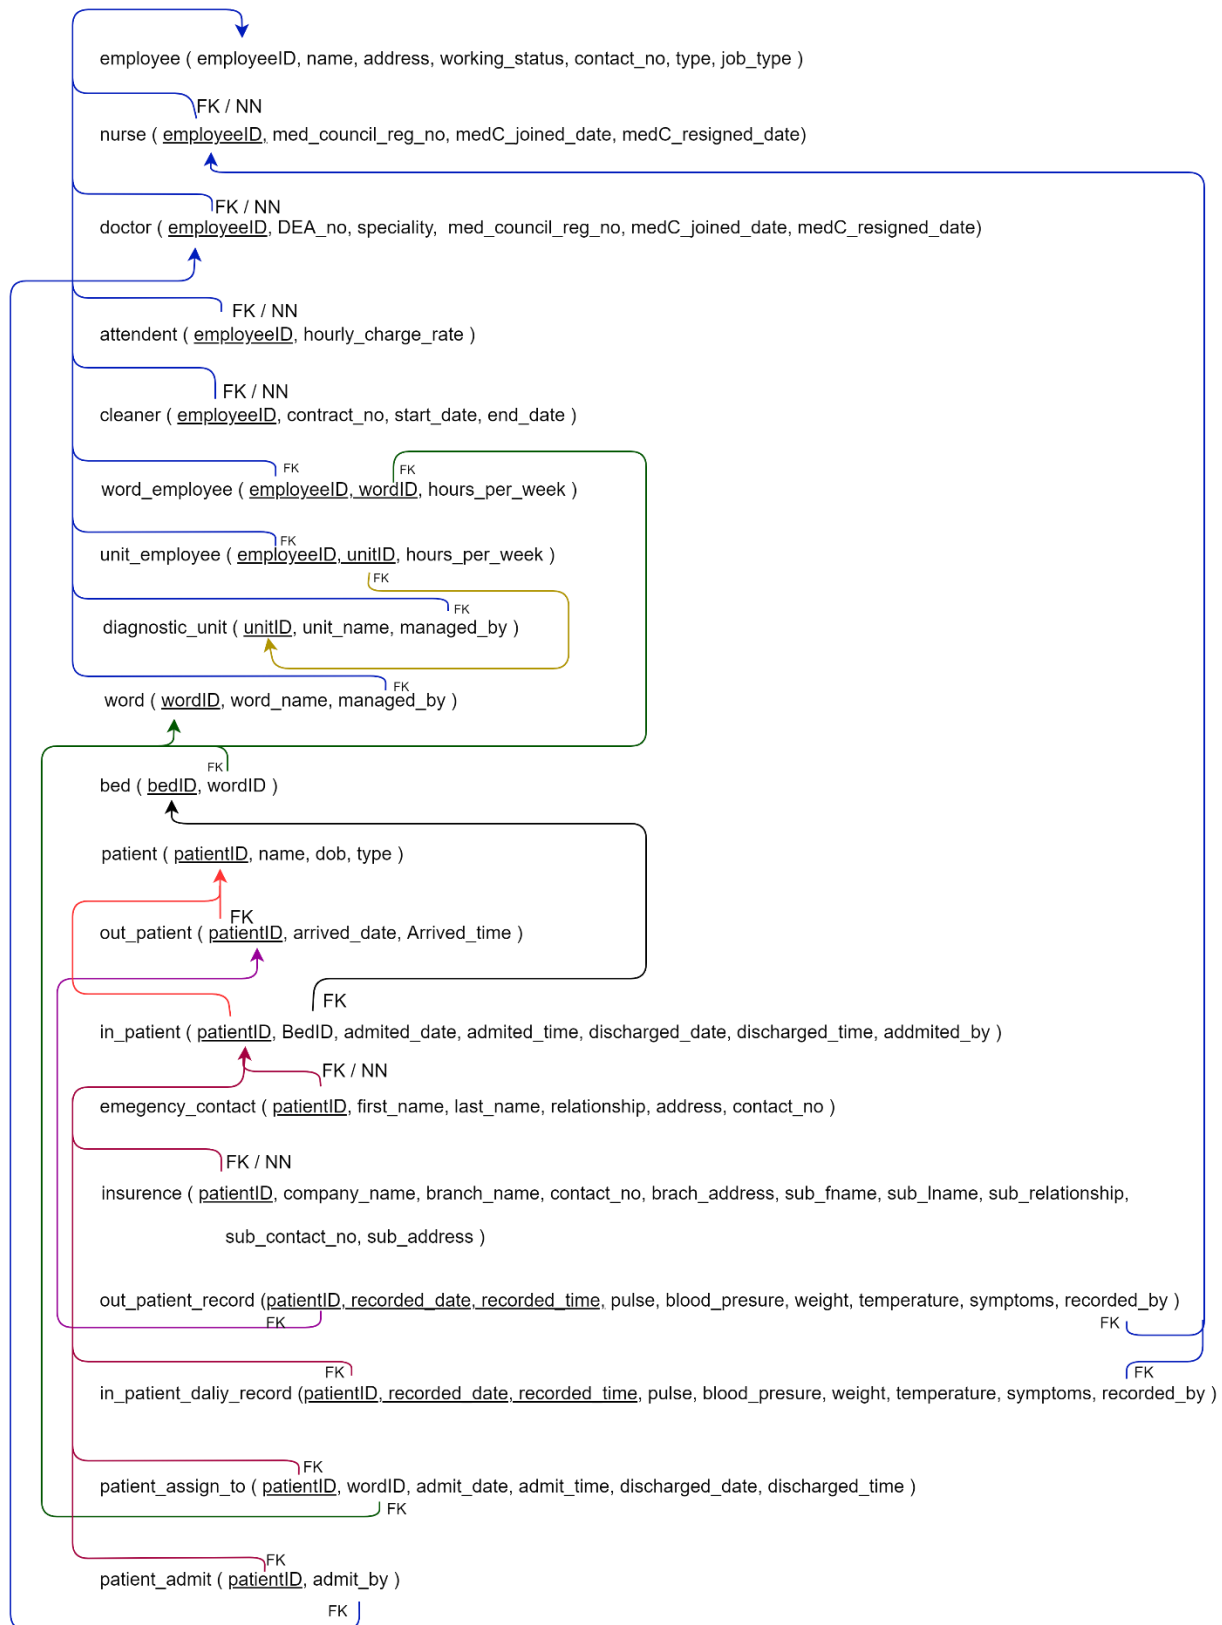 employee ( employeeID, name, address, working_status, contact_no, type, job_type )
FK / NN
nurse ( employeeID, med_council_reg_no, medC_joined_date, medC_resigned_date)
FK / NN
doctor ( employeeID, DEA_no, speciality, med_council_reg_no, medC_joined_date, medC_resigned_date)
FK / NN
attendent ( employeeID, hourly_charge_rate )
FK / NN
cleaner ( employeeID, contract_no, start_date, end_date )
FK FK
word_employee ( employeeID, wordID, hours_per_week )
FK
unit_employee ( employeeID, unitID, hours_per_week )
FK
FK
diagnostic_unit ( unitID, unit_name, managed_by )
FK
word ( wordID, word_name, managed_by )
FK
bed ( bedID, wordID )
patient ( patientID, name, dob, type )
FK
out_patient ( patientID, arrived_date, Arrived_time )
FK
in_patient ( patientID, BedID, admited_date, admited_time, discharged_date, discharged_time, addmited_by )
FK / NN
emegency_contact ( patientID, first_name, last_name, relationship, address, contact_no )
FK / NN
insurence ( patientID, company_name, branch_name, contact_no, brach_address, sub_fname, sub_lname, sub_relationship,
sub_contact_no, sub_address )
out_patient_record (patientID, recorded_date, recorded_time, pulse, blood_presure, weight, temperature, symptoms, recorded_by )
FK FK
FK FK
in_patient_daliy_record (patientID, recorded_date, recorded_time, pulse, blood_presure, weight, temperature, symptoms, recorded_by )
FK
patient_assign_to ( patientID, wordID, admit_date, admit_time, discharged_date, discharged_time )
FK
FK
patient_admit ( patientID, admit_by )
FK